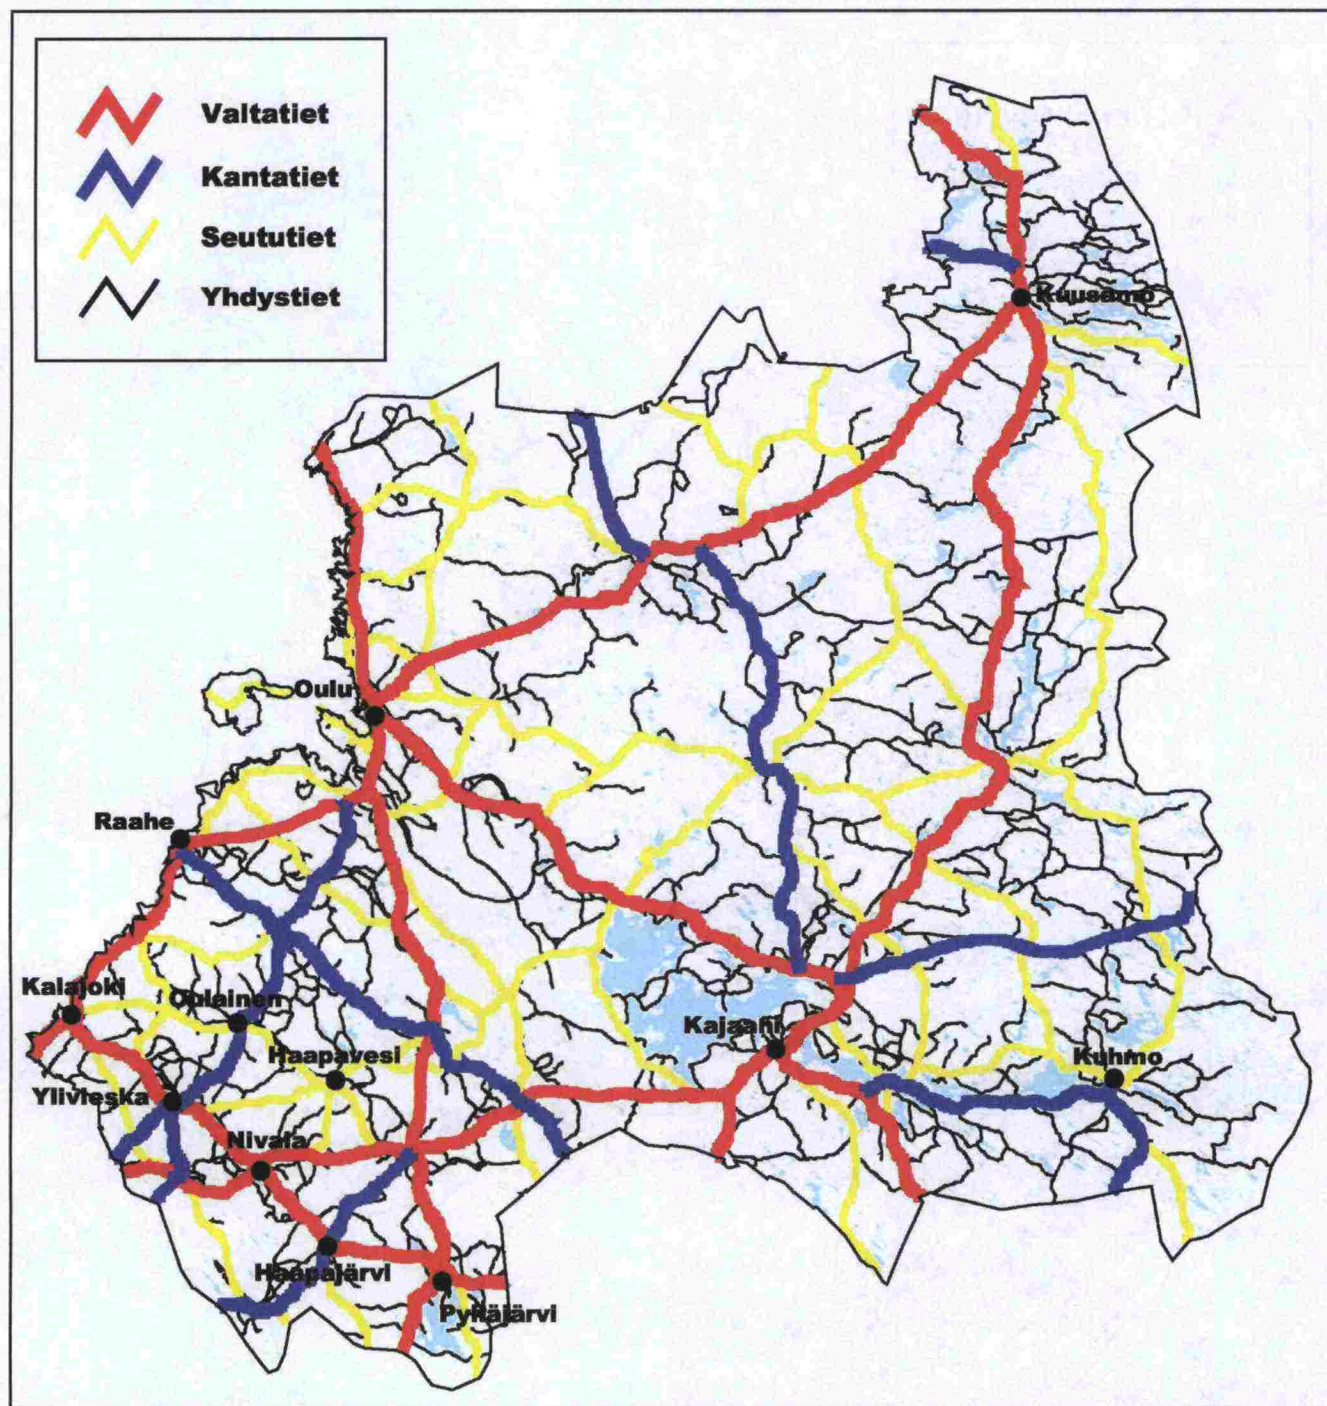 Valtatiet
Kantatiet
Seututiet
Yhdystiet
Kuusamo
Oulu
Raahe
Kalajoki
Oulainen
Kajaani
Haapavesi
Kuhmo
Ylivieska
Nivala
Haapajärvi
Pyhäjärvi